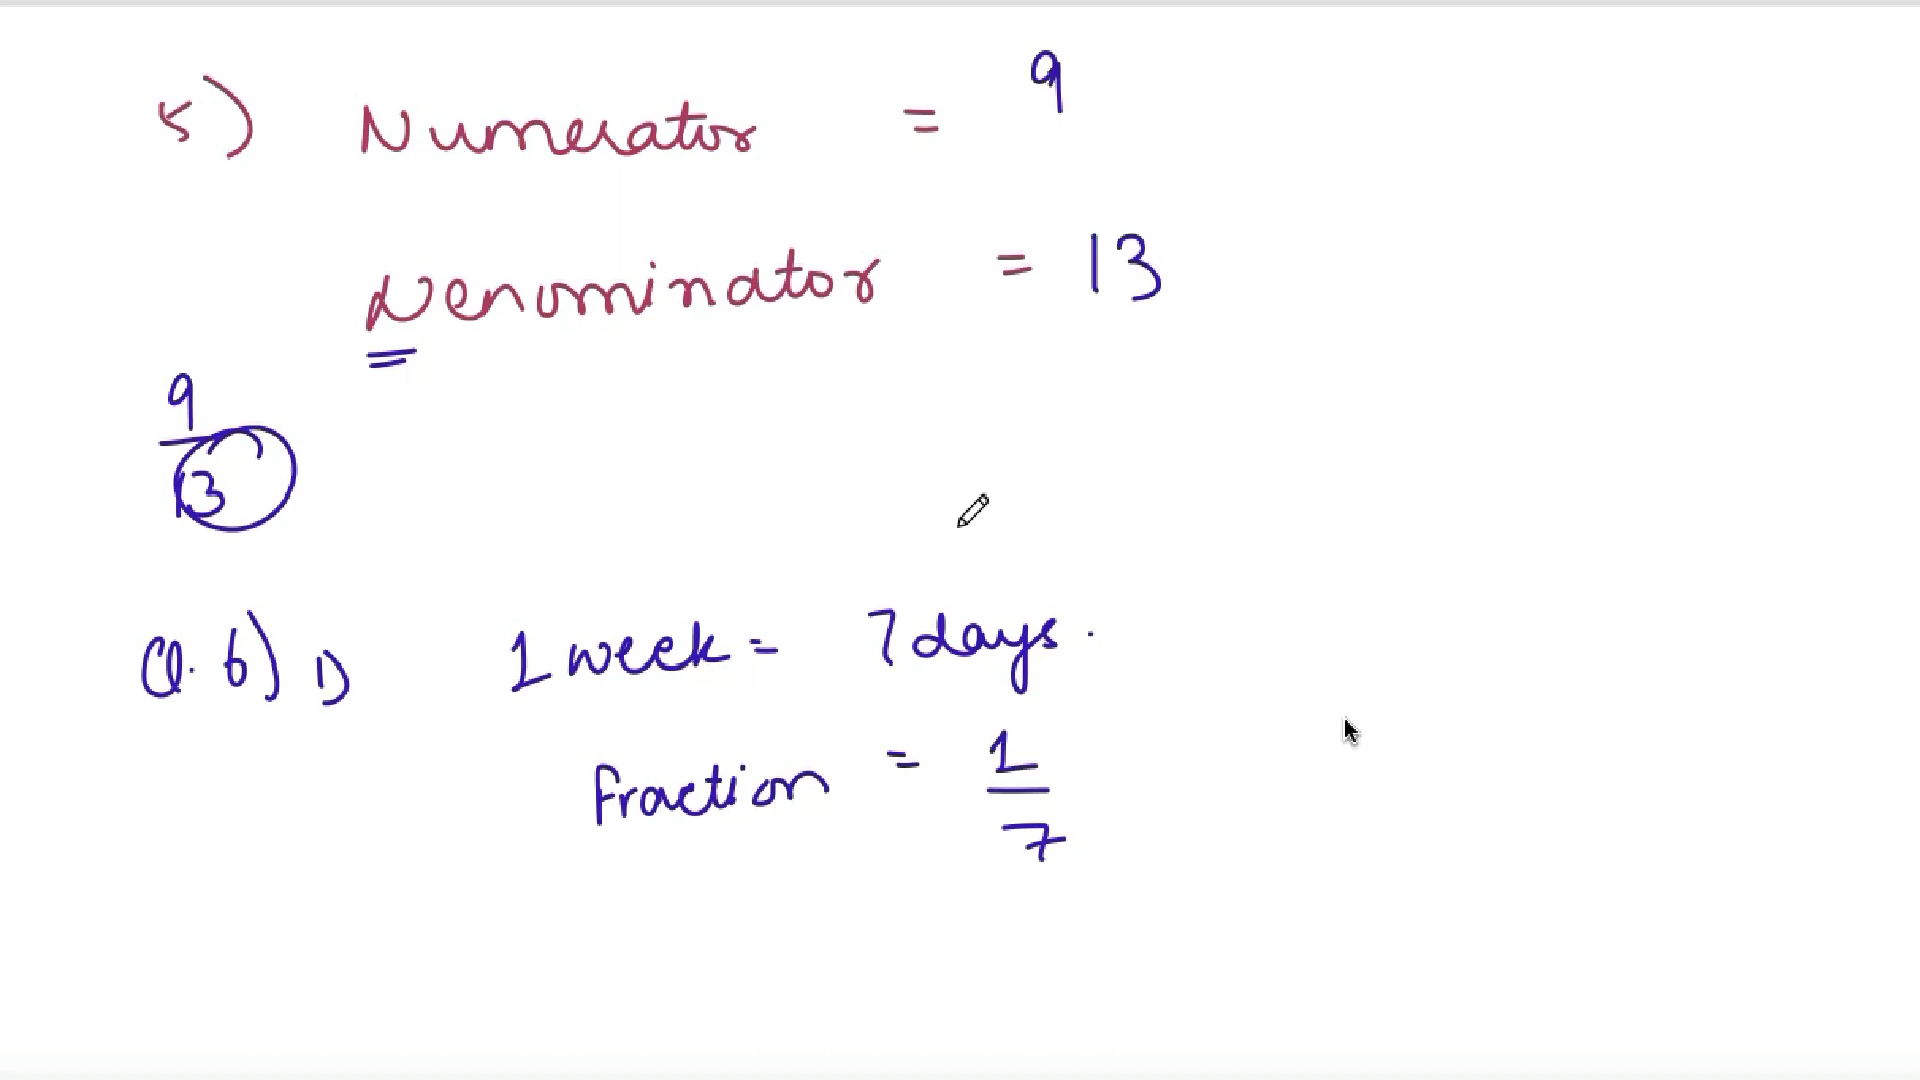 5) Numerator = 9
Denominator = 13
9
13
Q. 6) 1) 1 week = 7 days.
fraction = 1
7